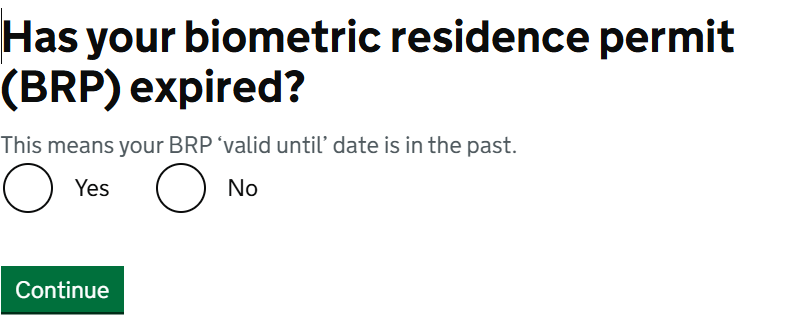 Has your biometric residence permit
(BRP) expired?
This means your BRP ‘valid until’ date is in the past.
Yes No
Continue